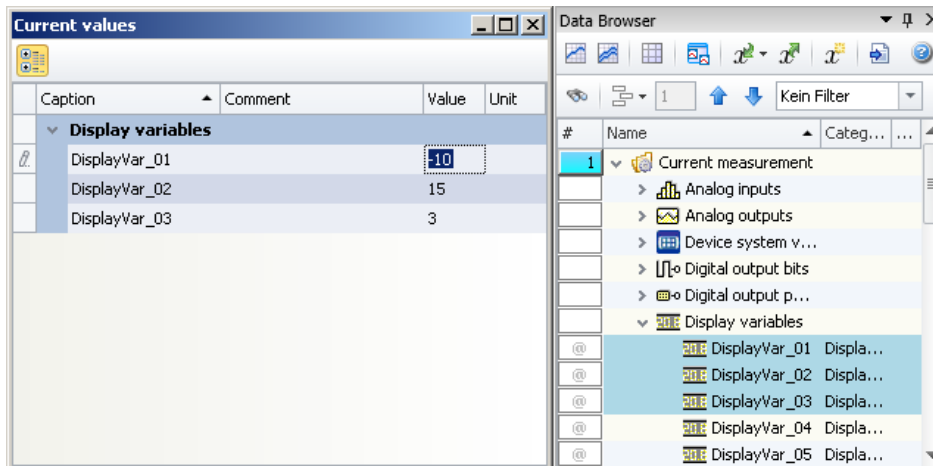 Current values
Caption Comment Value Unit
Display variables
DisplayVar_01 -10
DisplayVar_02 15
DisplayVar_03 3
Data Browser
1 Kein Filter
# Name Categ... ...
1 Current measurement
Analog inputs
Analog outputs
Device system v...
Digital output bits
Digital output p...
Display variables
@ DisplayVar_01 Displa...
@ DisplayVar_02 Displa...
@ DisplayVar_03 Displa...
@ DisplayVar_04 Displa...
@ DisplayVar_05 Displa...